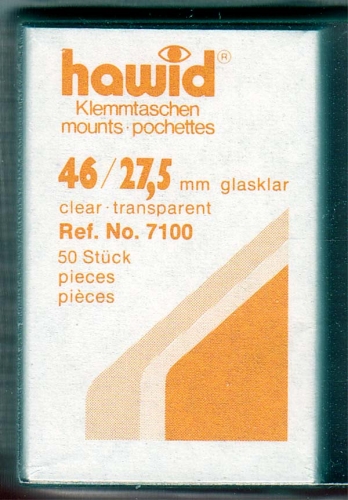 hawid®
Klemmtaschen
mounts·pochettes
46/27,5 mm glasklar
clear·transparent
Ref. No. 7100
50 Stück
pieces
pièces